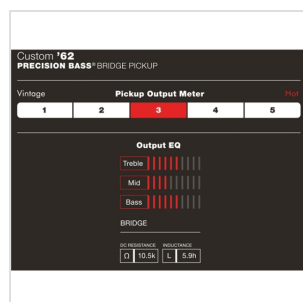 Custom '62
PRECISION BASS® BRIDGE PICKUP
Vintage Pickup Output Meter Hot
1 2 3 4 5
Output EQ
Treble
Mid
Bass
BRIDGE
DC RESISTANCE INDUCTANCE
Ω 10.5k L 5.9h